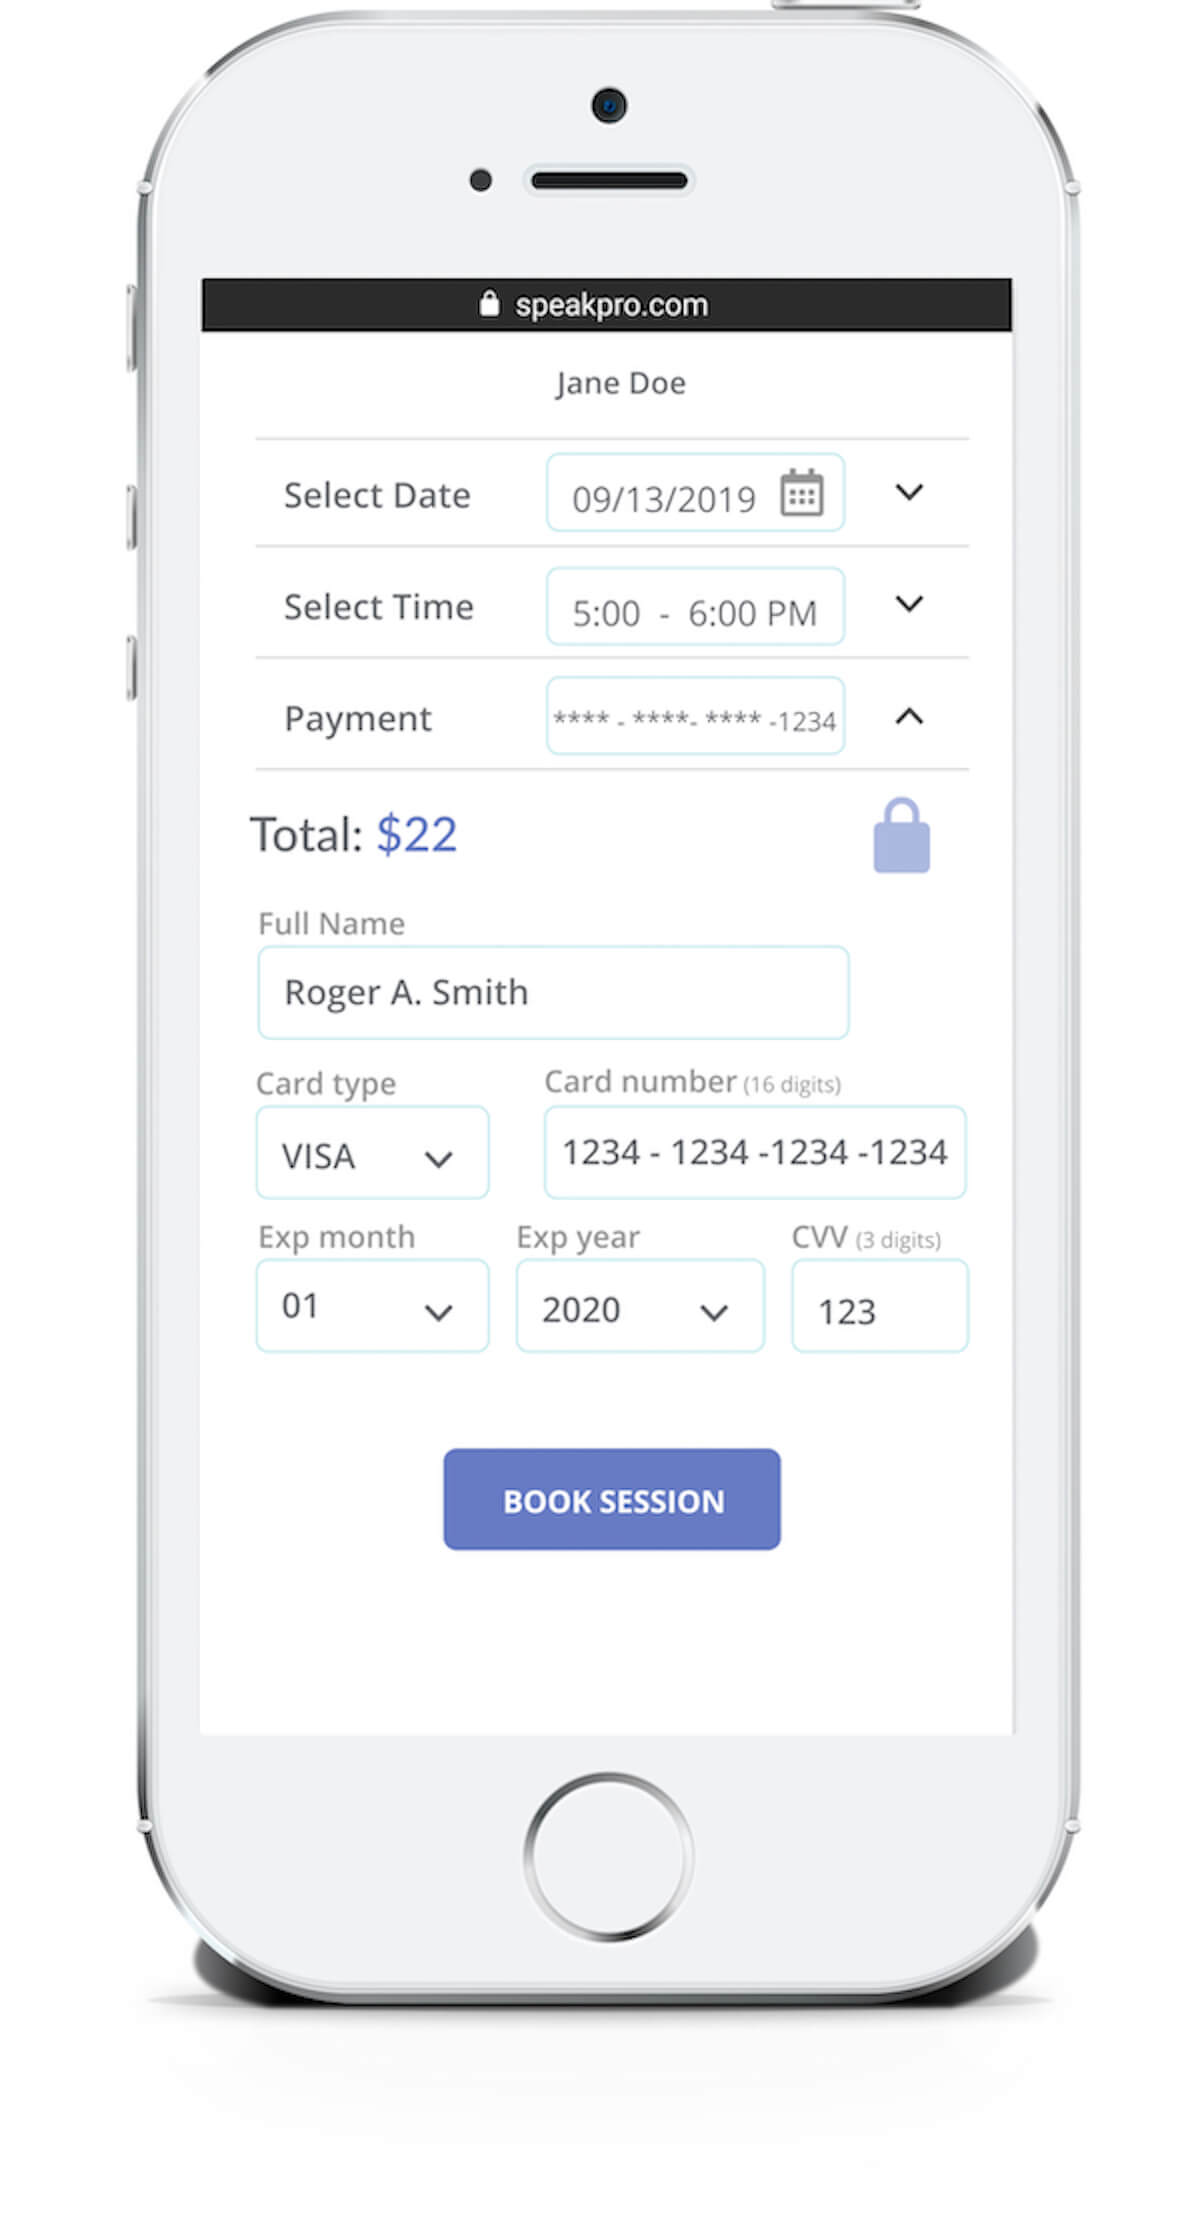 speakpro.com
Jane Doe
Select Date 09/13/2019
Select Time 5:00 - 6:00 PM
Payment **** - ****- **** -1234
Total: $22
Full Name
Roger A. Smith
Card type Card number (16 digits)
VISA 1234 - 1234 -1234 -1234
Exp month Exp year CVV (3 digits)
01 2020 123
BOOK SESSION